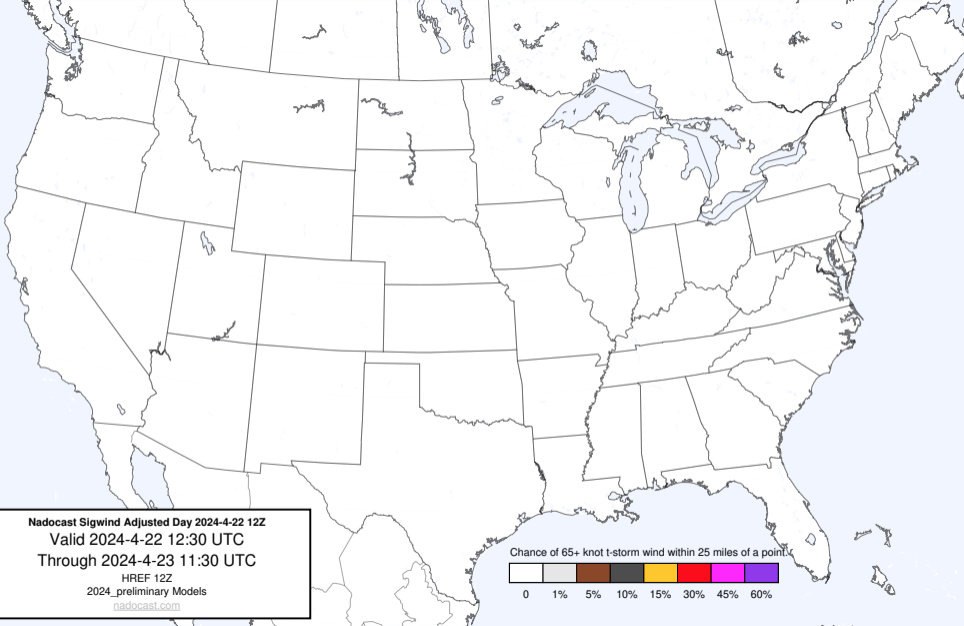 Nadocast Sigwind Adjusted Day 2024-4-22 12Z
Valid 2024-4-22 12:30 UTC
Through 2024-4-23 11:30 UTC
HREF 12Z
2024_preliminary Models
nadocast.com
Chance of 65+ knot t-storm wind within 25 miles of a point.
0 1% 5% 10% 15% 30% 45% 60%